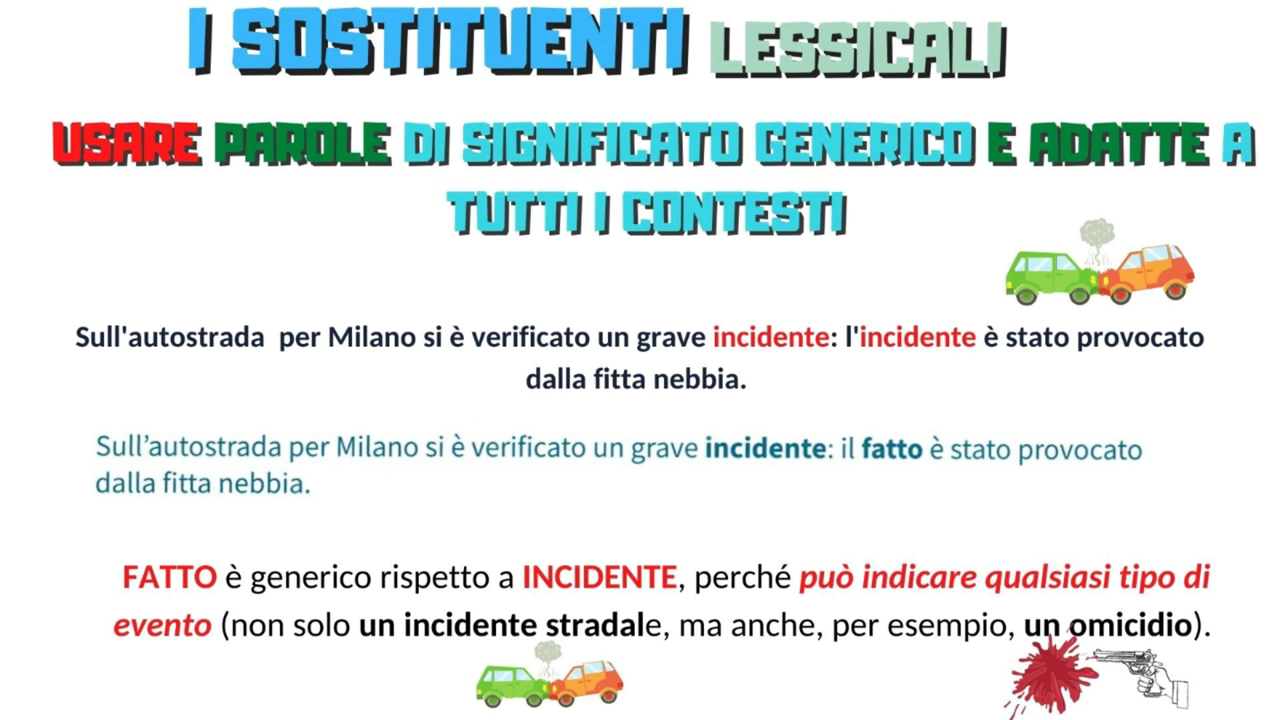 I SOSTITUENTI LESSICALI
USARE PAROLE DI SIGNIFICATO GENERICO E ADATTE A
TUTTI I CONTESTI
Sull'autostrada per Milano si è verificato un grave incidente: l'incidente è stato provocato
dalla fitta nebbia.
Sull’autostrada per Milano si è verificato un grave incidente: il fatto è stato provocato
dalla fitta nebbia.
FATTO è generico rispetto a INCIDENTE, perché può indicare qualsiasi tipo di
evento (non solo un incidente stradale, ma anche, per esempio, un omicidio).